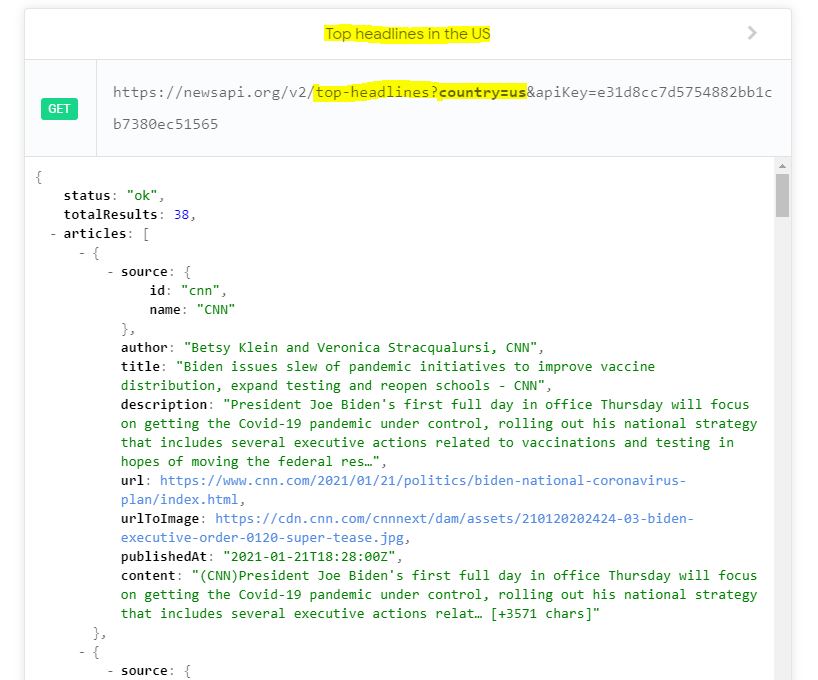 Top headlines in the US
GET
https://newsapi.org/v2/top-headlines?country=us&apiKey=e31d8cc7d5754882bb1c
b7380ec51565
{
status: "ok",
totalResults: 38,
- articles: [
- {
- source: {
id: "cnn",
name: "CNN"
},
author: "Betsy Klein and Veronica Stracqualursi, CNN",
title: "Biden issues slew of pandemic initiatives to improve vaccine
distribution, expand testing and reopen schools - CNN",
description: "President Joe Biden's first full day in office Thursday will focus
on getting the Covid-19 pandemic under control, rolling out his national strategy
that includes several executive actions related to vaccinations and testing in
hopes of moving the federal res…",
url: https://www.cnn.com/2021/01/21/politics/biden-national-coronavirus-
plan/index.html,
urlToImage: https://cdn.cnn.com/cnnnext/dam/assets/210120202424-03-biden-
executive-order-0120-super-tease.jpg,
publishedAt: "2021-01-21T18:28:00Z",
content: "(CNN)President Joe Biden's first full day in office Thursday will focus
on getting the Covid-19 pandemic under control, rolling out his national strategy
that includes several executive actions relat… [+3571 chars]"
},
- {
- source: {